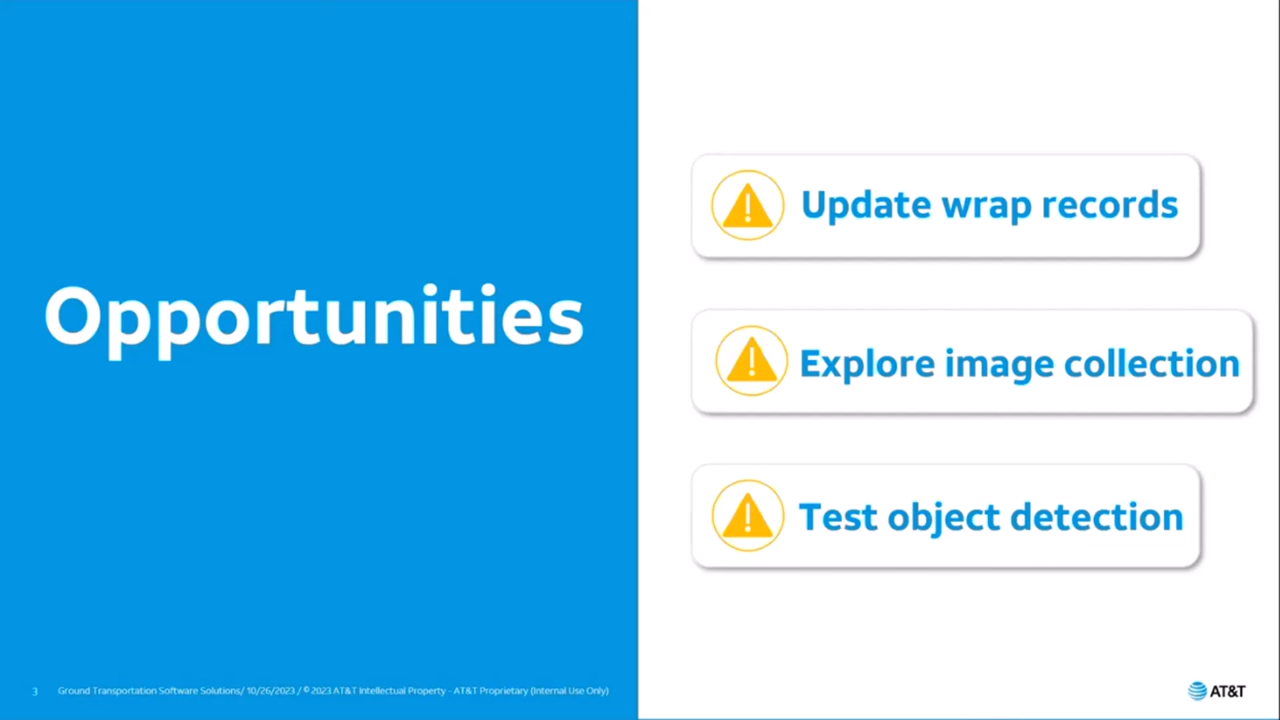 Opportunities
Update wrap records
Explore image collection
Test object detection
3 Ground Transportation Software Solutions/ 10/26/2023 / © 2023 AT&T Intellectual Property - AT&T Proprietary (Internal Use Only)
AT&T